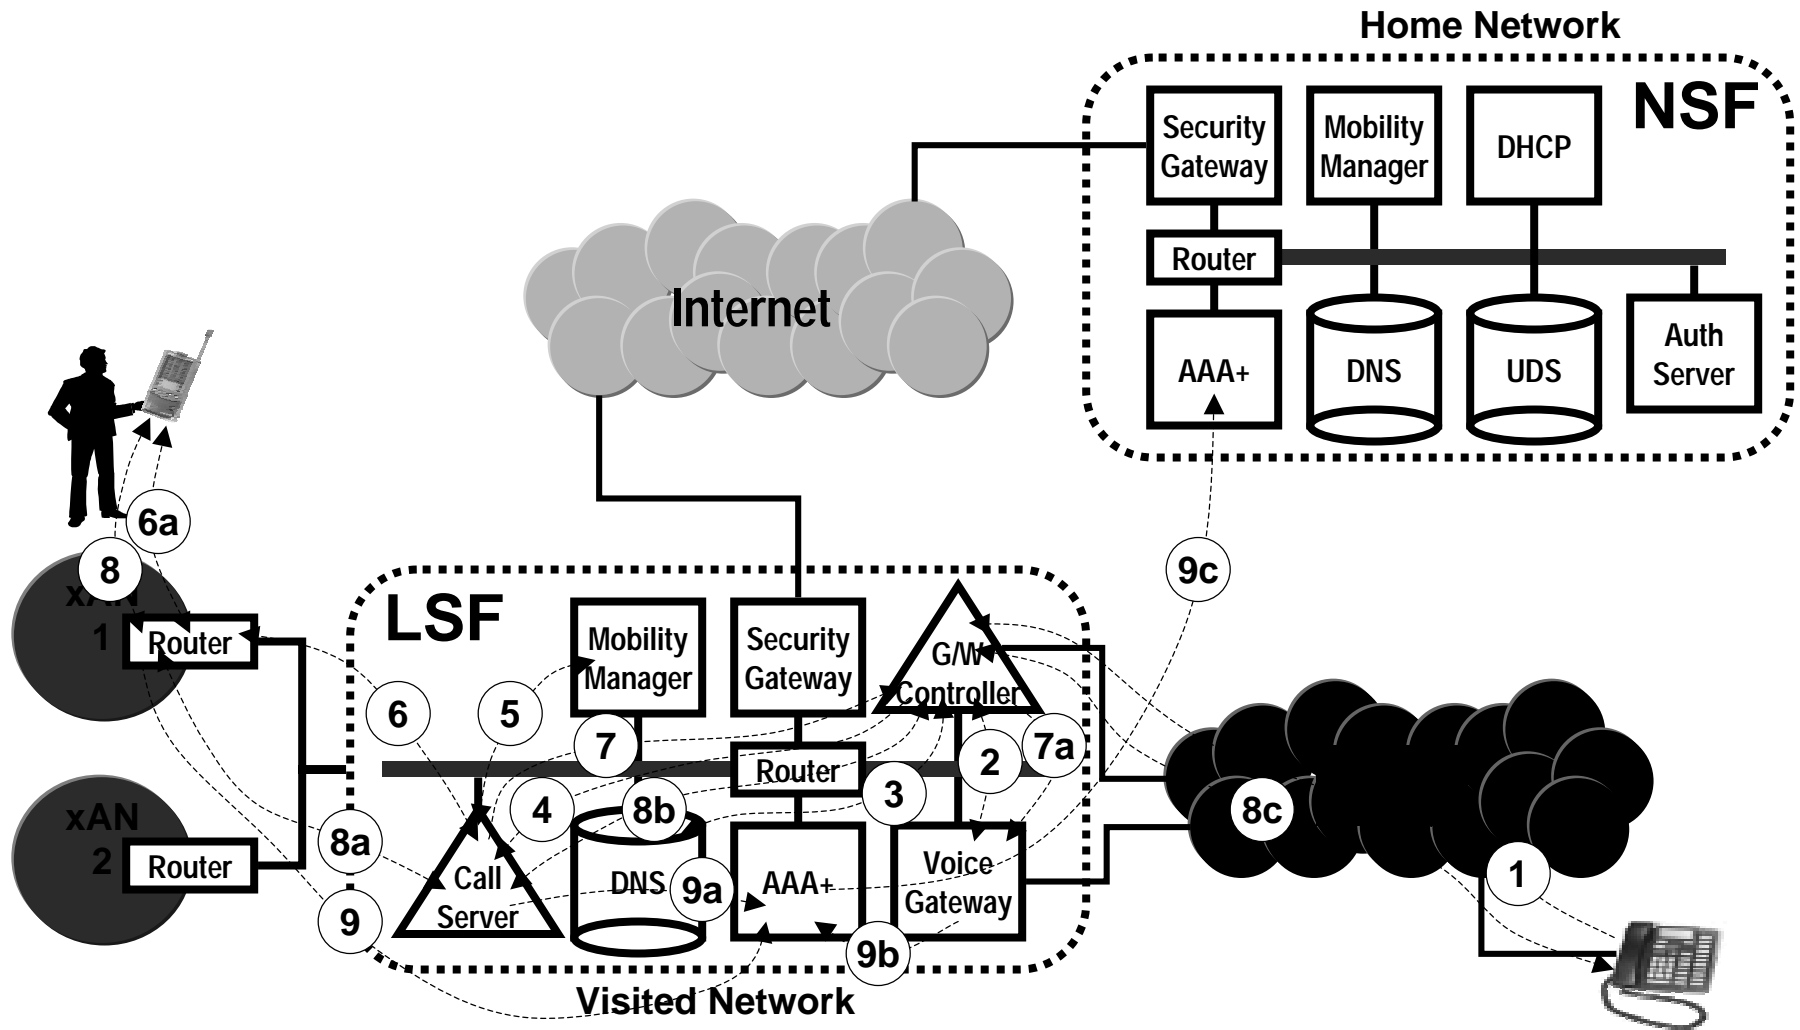 Home Network
NSF
Security
Gateway
Mobility
Manager
DHCP
Router
AAA+
DNS
UDS
Auth
Server
Internet
6a
8
9c
xAN
1
Router
LSF
Mobility
Manager
Security
Gateway
G/W
Controller
6
5
7
2
7a
Router
4
8b
3
8c
xAN
2
Router
8a
Call
Server
DNS
9a
AAA+
Voice
Gateway
1
9
9b
Visited Network